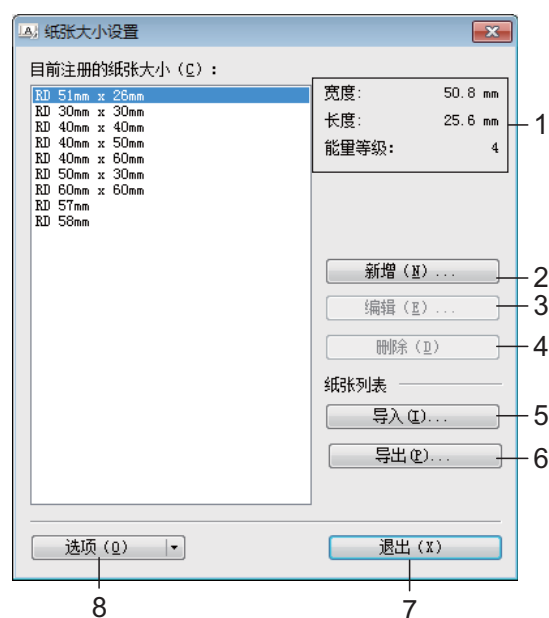 纸张大小设置
目前注册的纸张大小（C）：
RD 51mm x 26mm
RD 30mm x 30mm
RD 40mm x 40mm
RD 40mm x 50mm
RD 40mm x 60mm
RD 50mm x 30mm
RD 60mm x 60mm
RD 57mm
RD 58mm
宽度： 50.8 mm
长度： 25.6 mm
能量等级： 4
1
新增（N）... 2
编辑（E）... 3
删除（D） 4
纸张列表
导入(I)... 5
导出(P)... 6
选项（O）
退出（X）
8
7